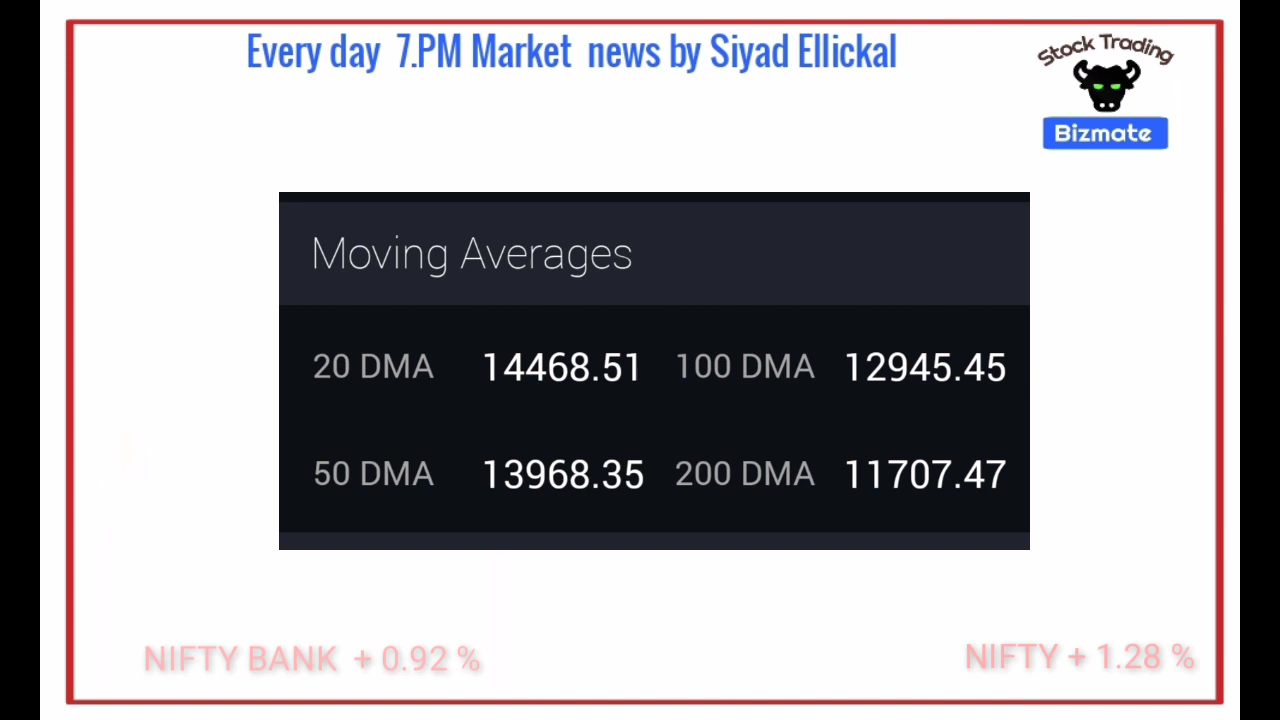 Every day 7.PM Market news by Siyad Ellickal
Stock Trading
Bizmate
Moving Averages
20 DMA 14468.51 100 DMA 12945.45
50 DMA 13968.35 200 DMA 11707.47
NIFTY BANK + 0.92 % NIFTY + 1.28 %